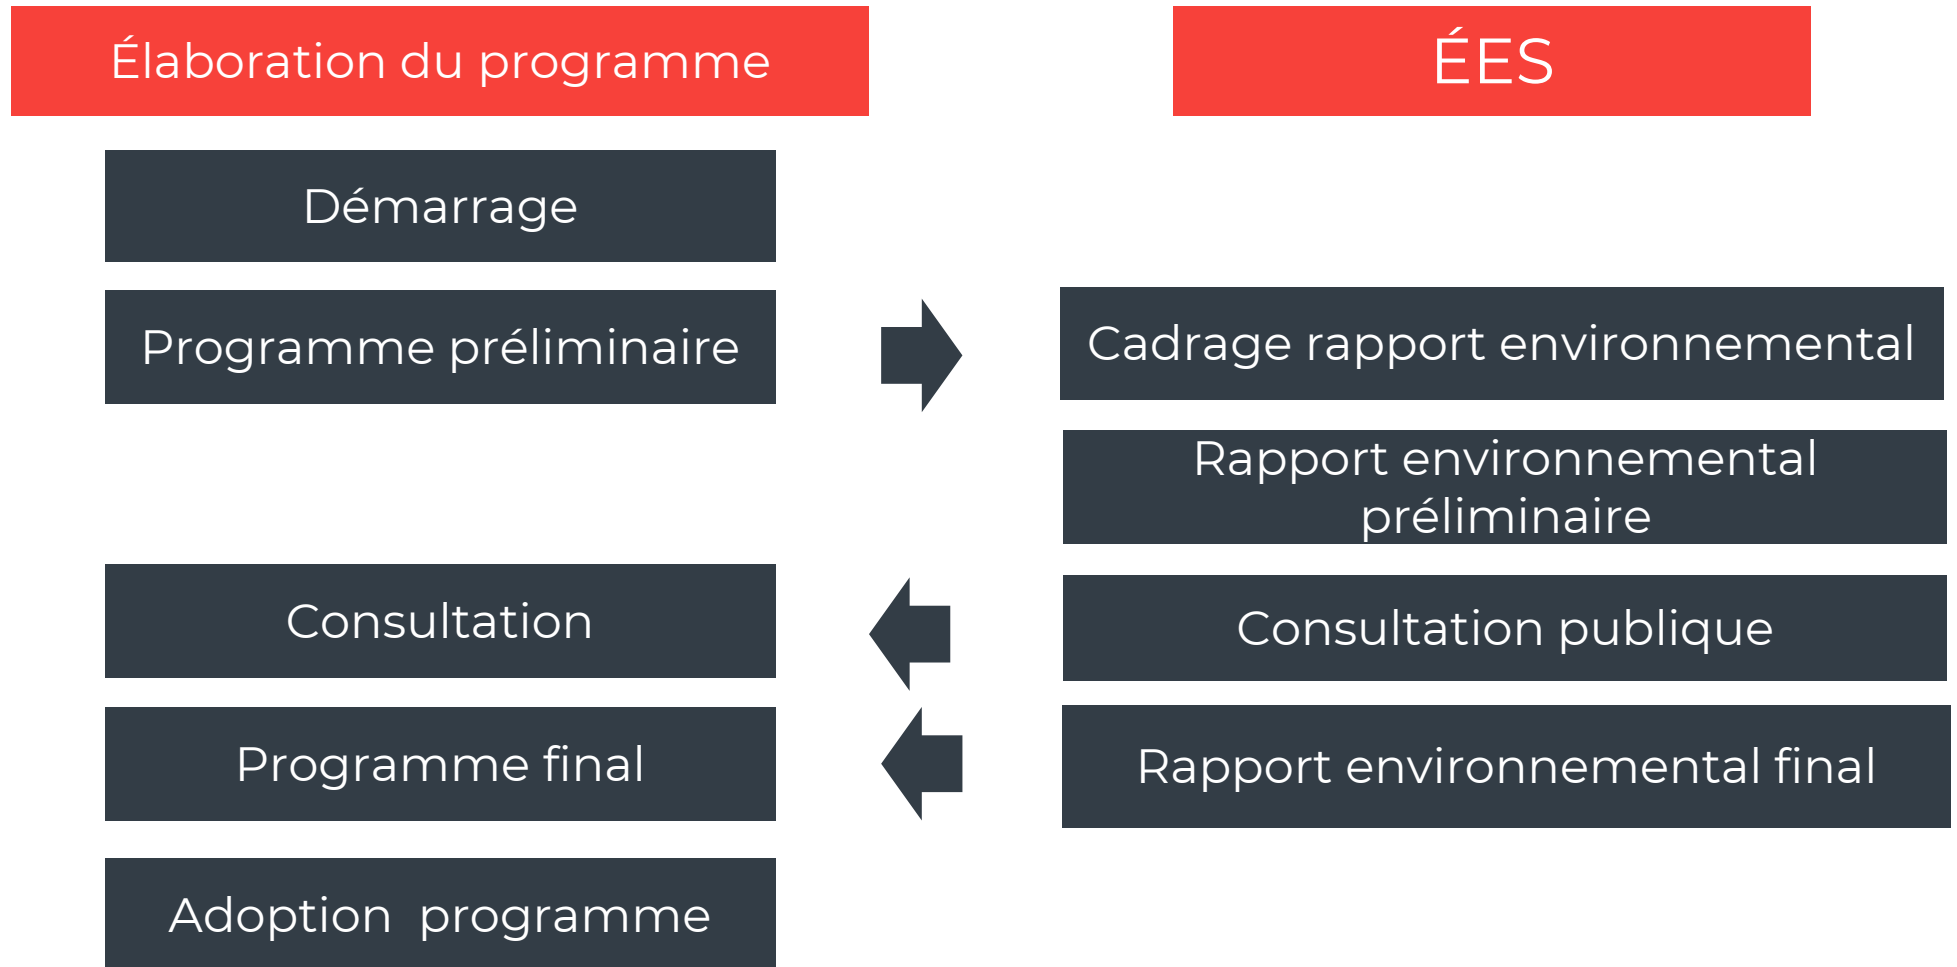 Élaboration du programme
ÉES
Démarrage
Programme préliminaire
Cadrage rapport environnemental
Rapport environnemental
préliminaire
Consultation
Consultation publique
Programme final
Rapport environnemental final
Adoption programme